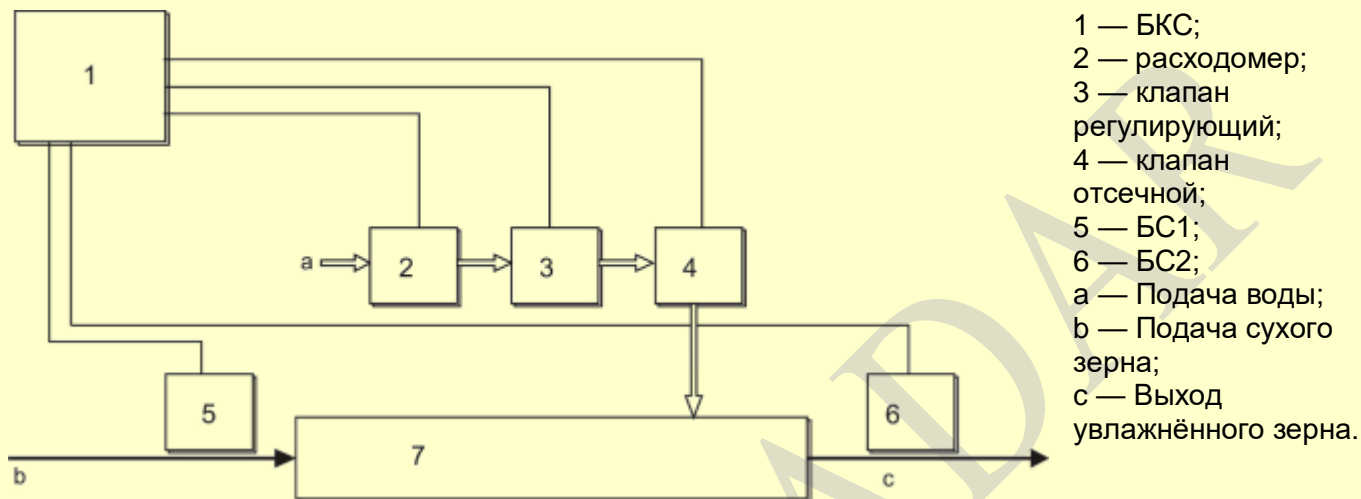 1
2
3
4
5
6
7
a
b
c
1 — БКС;
2 — расходомер;
3 — клапан
регулирующий;
4 — клапан
отсечной;
5 — БС1;
6 — БС2;
a — Подача воды;
b — Подача сухого
зерна;
c — Выход
увлажнённого зерна.